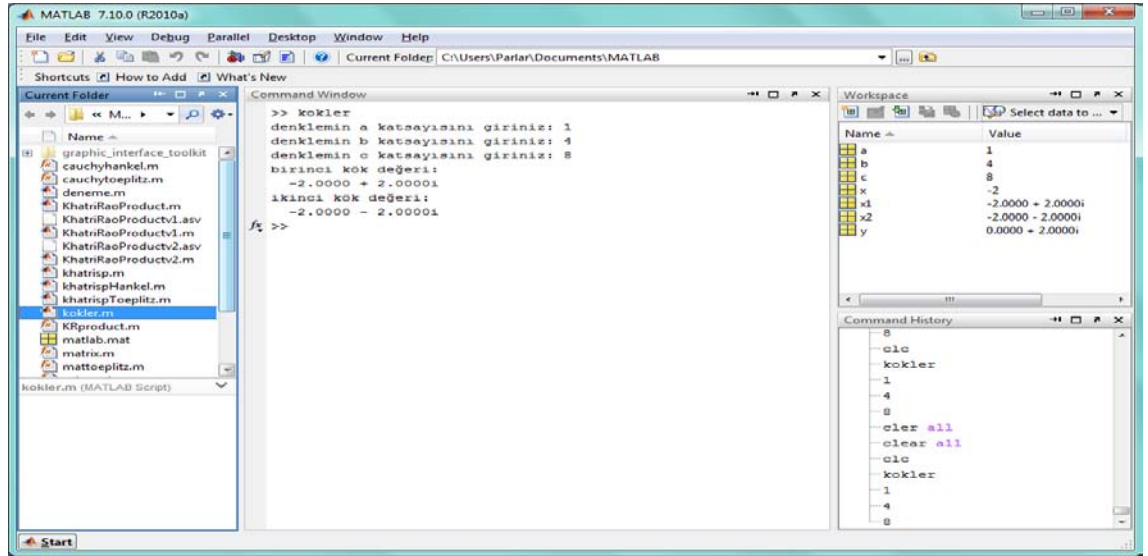 MATLAB 7.10.0 (R2010a)
File Edit View Debug Parallel Desktop Window Help
Current Folder: C:\Users\Parlar\Documents\MATLAB
Shortcuts How to Add What's New
Current Folder
« M...
Name
graphic_interface_toolkit
cauchyhankel.m
cauchytoeplitz.m
deneme.m
KhatriRaoProduct.m
KhatriRaoProductv1.asv
KhatriRaoProductv1.m
KhatriRaoProductv2.asv
KhatriRaoProductv2.m
khatrisp.m
khatrispHankel.m
khatrispToeplitz.m
kokler.m
KRproduct.m
matlab.mat
matrix.m
mattoeplitz.m
kokler.m (MATLAB Script)
Start
Command Window
>> kokler
denklemin a katsayısını giriniz: 1
denklemin b katsayısını giriniz: 4
denklemin c katsayısını giriniz: 8
birinci kök değeri:
-2.0000 + 2.0000i
ikinci kök değeri:
-2.0000 - 2.0000i
fx >>
Workspace
Select data to ...
Name Value
a 1
b 4
c 8
x -2
x1 -2.0000 + 2.0000i
x2 -2.0000 - 2.0000i
y 0.0000 + 2.0000i
Command History
8
clc
kokler
1
4
8
cler all
clear all
clc
kokler
1
4
8